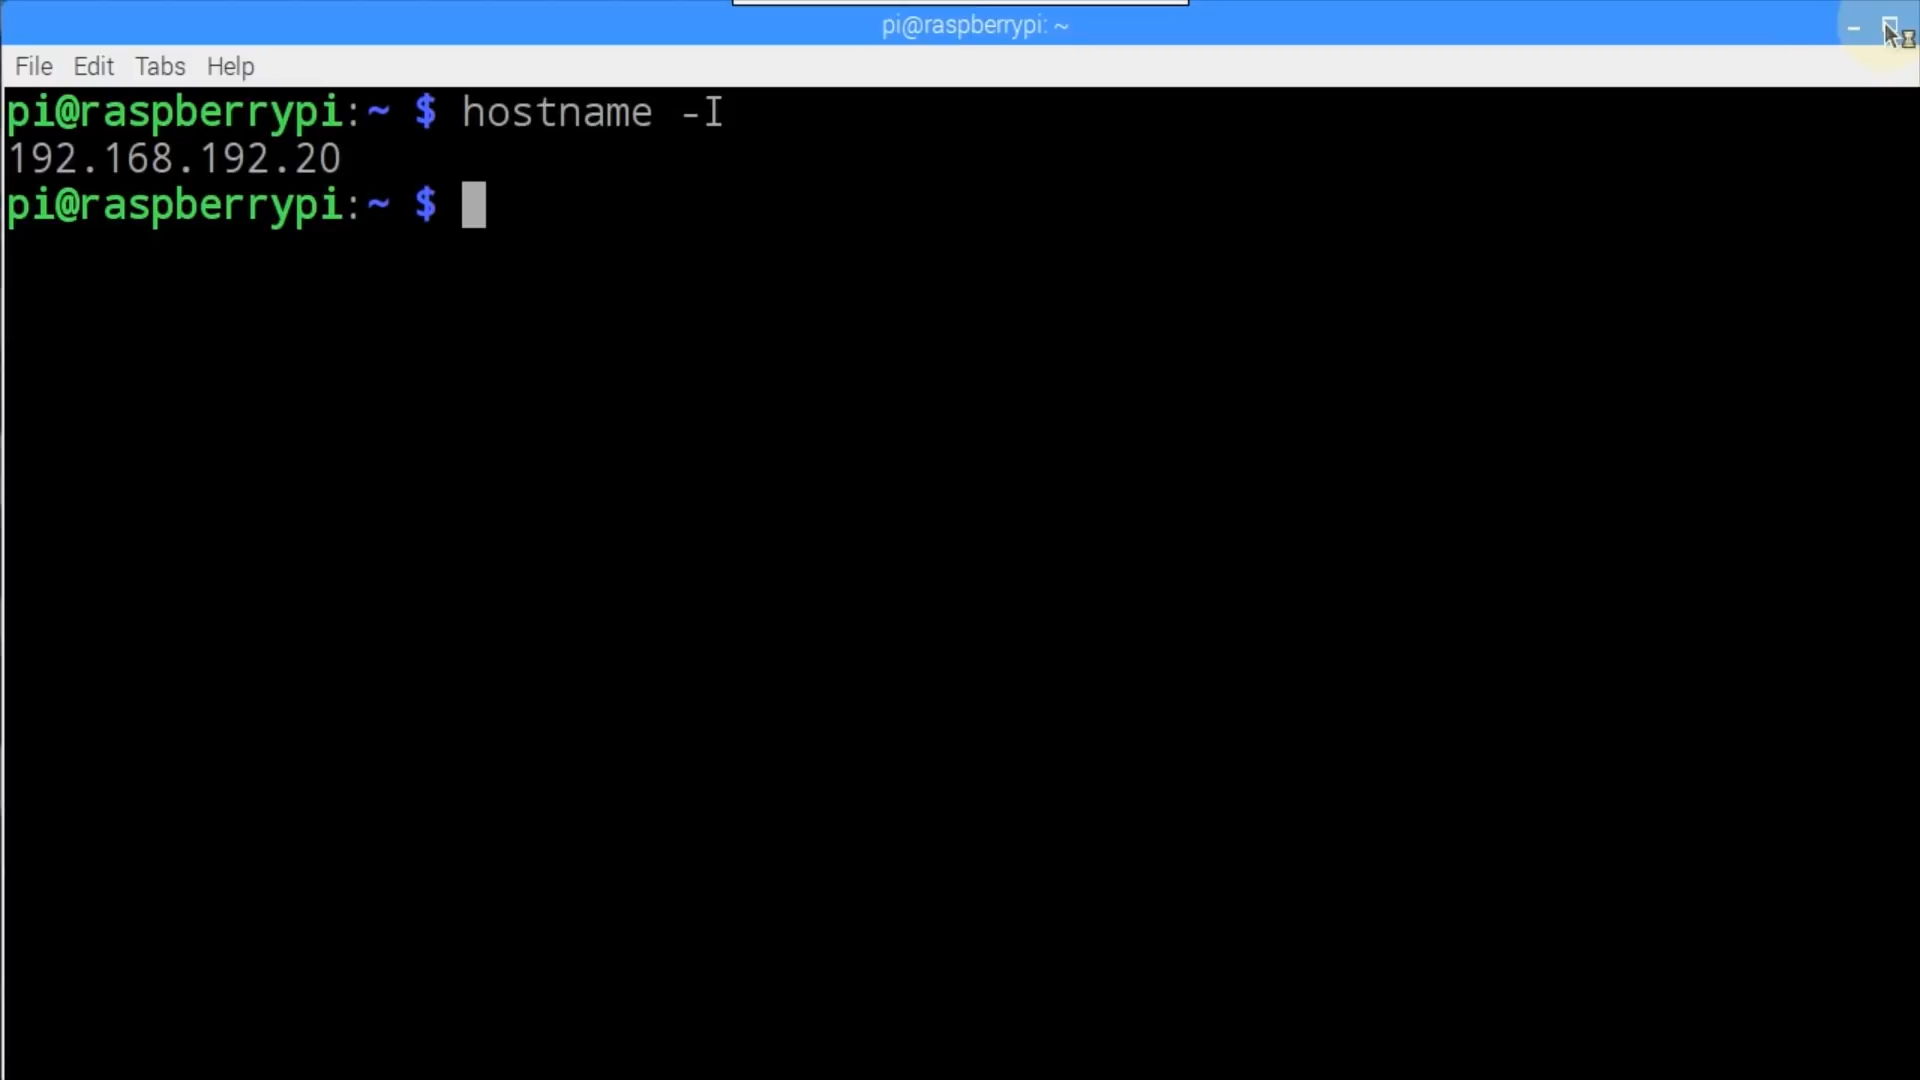 pi@raspberrypi: ~
File Edit Tabs Help
pi@raspberrypi:~ $ hostname -I
192.168.192.20
pi@raspberrypi:~ $